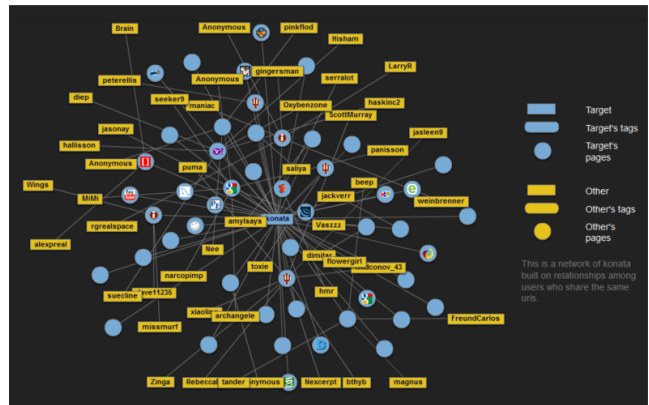 Brain
Anonymous
pinkflod
Hisham
LarryR
peterellis
Anonymous
gingersman
serralot
diep
seeker9
maniac
Oxybenzone
haskinc2
ScottMurray
jasonay
jasleen9
hallisson
panisson
Anonymous
puma
saliya
beep
Wings
MiMi
jackverr
weinbrenner
rgrealspace
amylsays
konata
Vaszzz
alexpreal
Nee
dimitar
flowergirl
narcopimp
toxie
suecline
hmr
xiaolin
archangele
missmurf
FreundCarlos
Zinga
Rebecca
tander
Nexcerpt
bthyb
magnus
Target
Target's tags
Target's
pages
Other
Other's tags
Other's
pages
This is a network of konata
built on relationships among
users who share the same
urls.